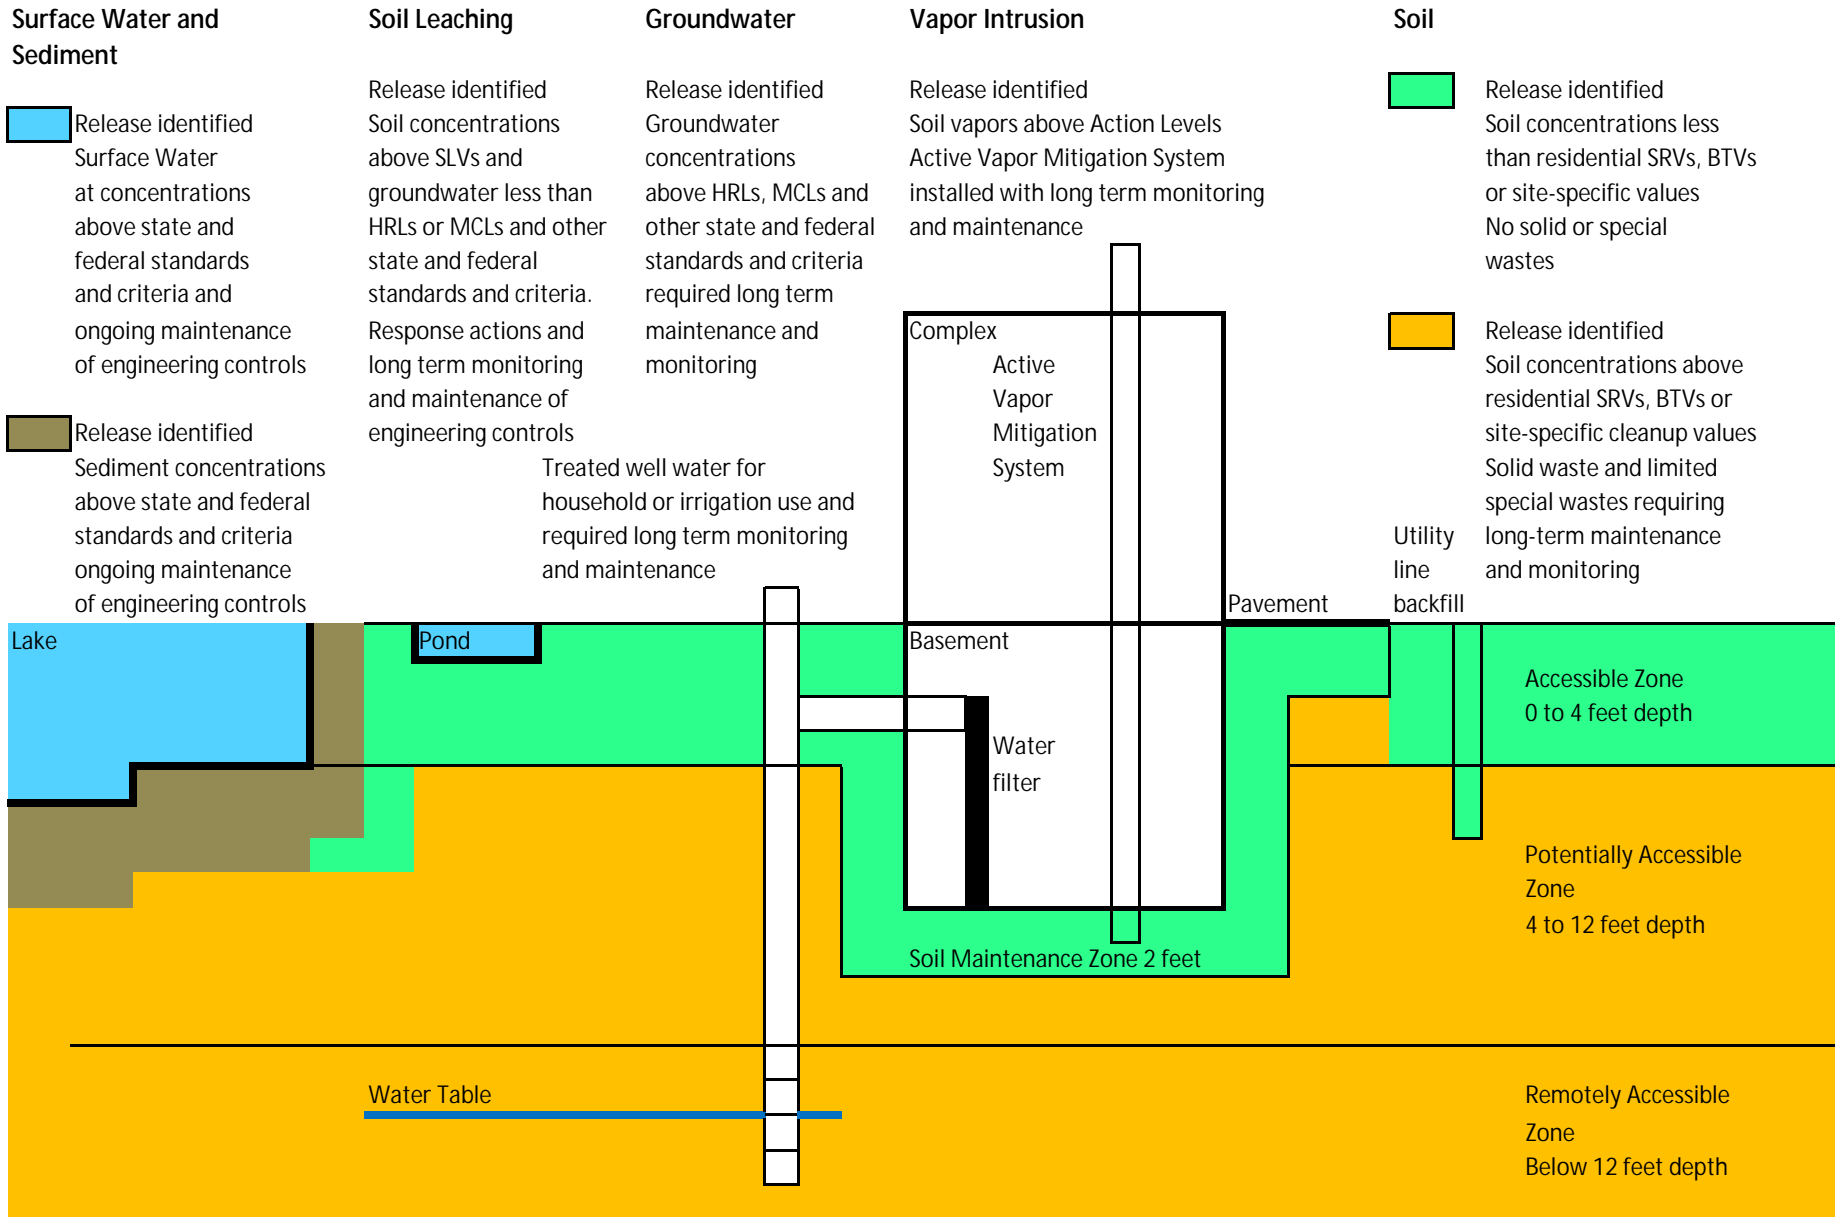 Surface Water and
Sediment
Release identified
Surface Water
at concentrations
above state and
federal standards
and criteria and
ongoing maintenance
of engineering controls
Release identified
Sediment concentrations
above state and federal
standards and criteria
ongoing maintenance
of engineering controls
Soil Leaching
Release identified
Soil concentrations
above SLVs and
groundwater less than
HRLs or MCLs and other
state and federal
standards and criteria.
Response actions and
long term monitoring
and maintenance of
engineering controls
Groundwater
Release identified
Groundwater
concentrations
above HRLs, MCLs and
other state and federal
standards and criteria
required long term
maintenance and
monitoring
Treated well water for
household or irrigation use and
required long term monitoring
and maintenance
Vapor Intrusion
Release identified
Soil vapors above Action Levels
Active Vapor Mitigation System
installed with long term monitoring
and maintenance
Complex
Active
Vapor
Mitigation
System
Soil
Release identified
Soil concentrations less
than residential SRVs, BTVs
or site-specific values
No solid or special
wastes
Release identified
Soil concentrations above
residential SRVs, BTVs or
site-specific cleanup values
Solid waste and limited
special wastes requiring
long-term maintenance
and monitoring
Utility
line
backfill
Pavement
Lake
Pond
Basement
Water
filter
Soil Maintenance Zone 2 feet
Accessible Zone
0 to 4 feet depth
Potentially Accessible
Zone
4 to 12 feet depth
Water Table
Remotely Accessible
Zone
Below 12 feet depth